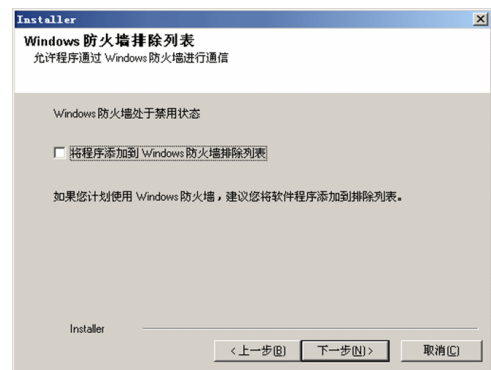 Installer
Windows 防火墙排除列表
允许程序通过 Windows 防火墙进行通信
Windows 防火墙处于禁用状态
将程序添加到 Windows 防火墙排除列表
如果您计划使用 Windows 防火墙，建议您将软件程序添加到排除列表。
Installer
<上一步(B) 下一步(N)> 取消(C)